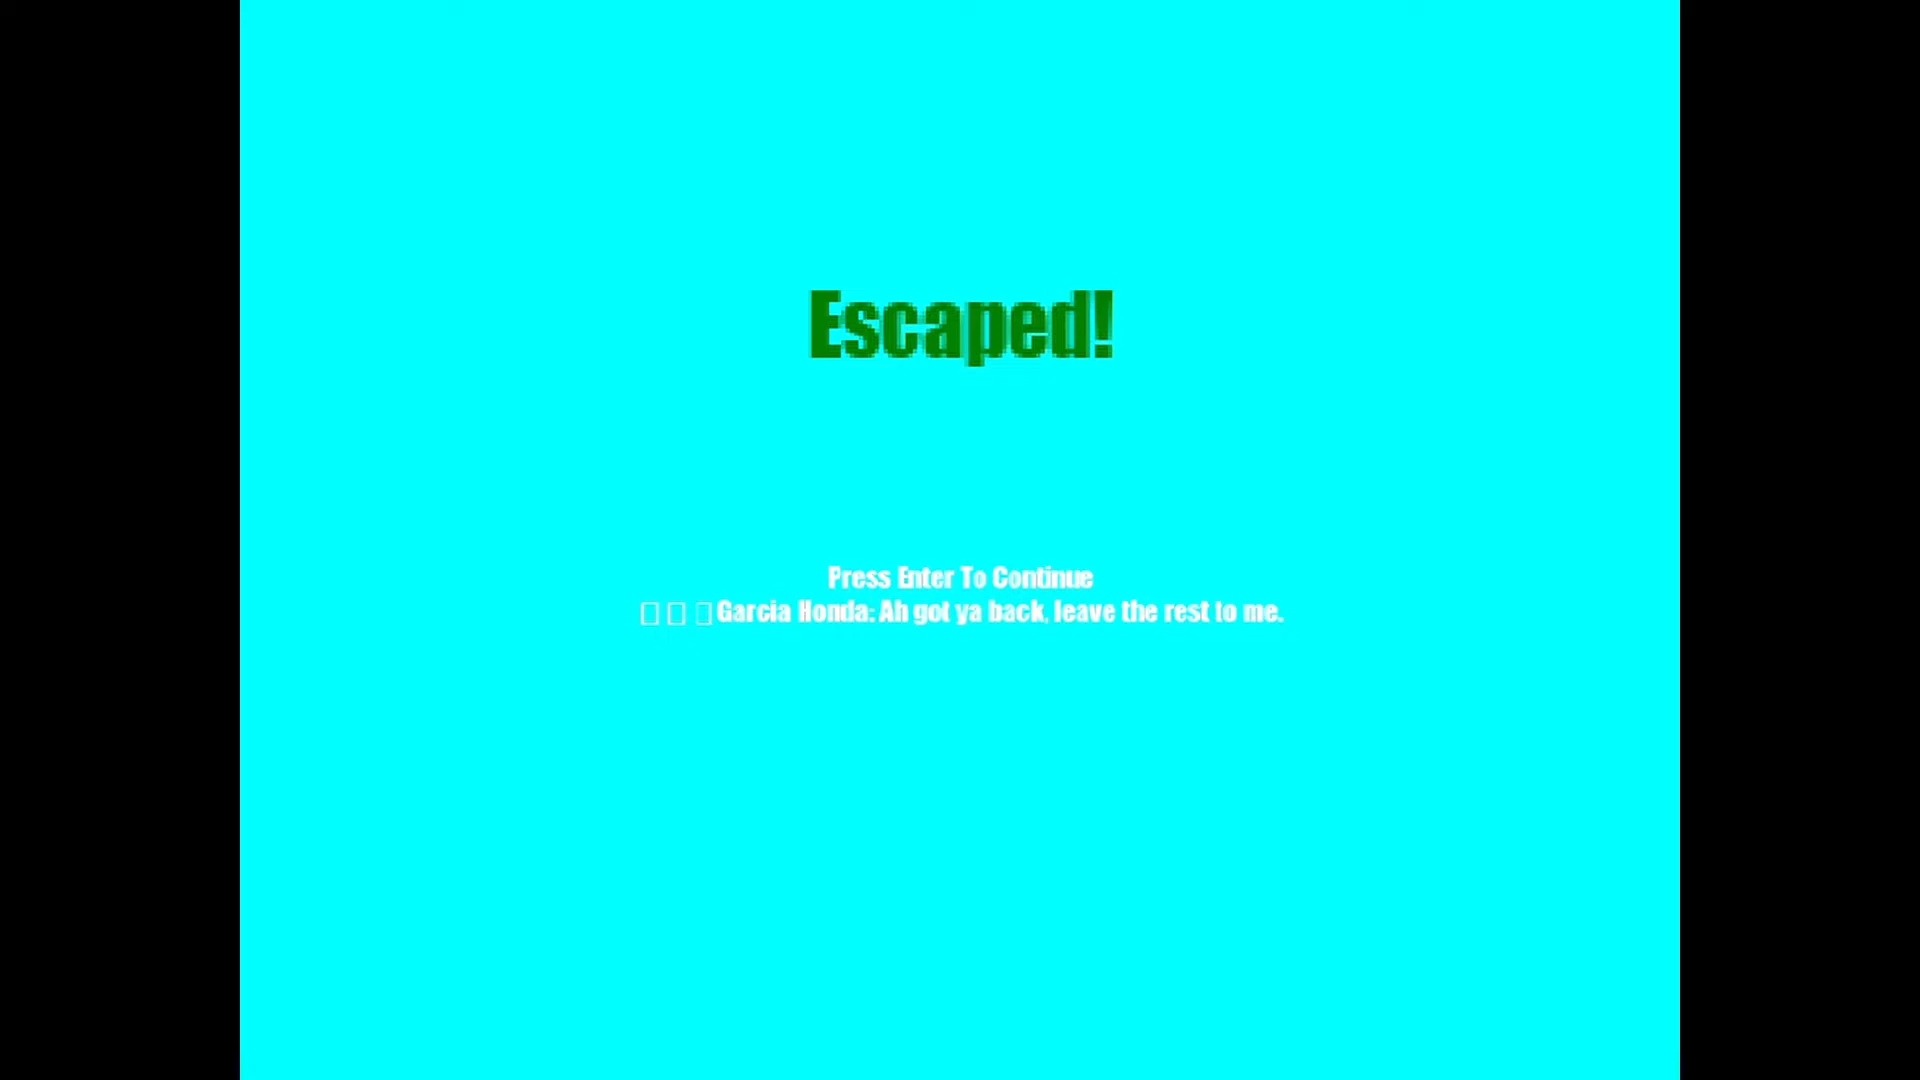 Escaped!
Press Enter To Continue
□ □ □Garcia Honda: Ah got ya back, leave the rest to me.